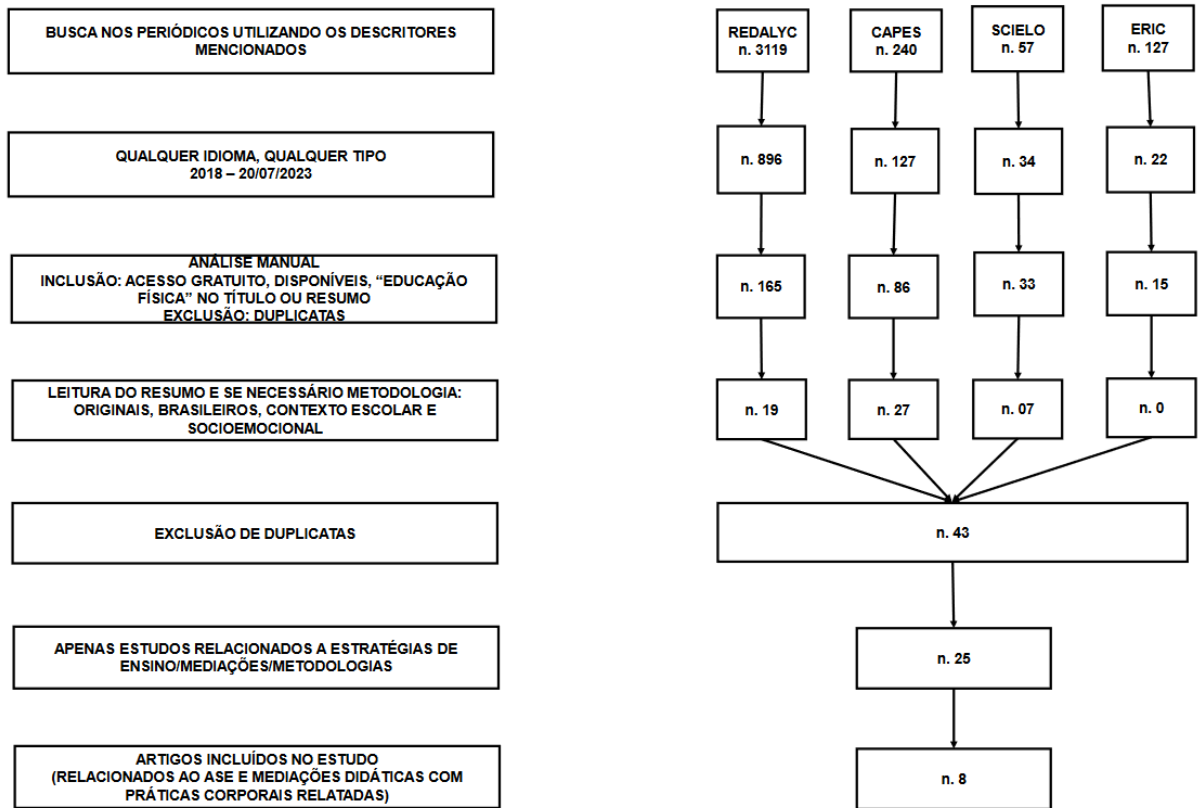 BUSCA NOS PERIÓDICOS UTILIZANDO OS DESCRITORES
MENCIONADOS
REDALYC
n. 3119
CAPES
n. 240
SCIELO
n. 57
ERIC
n. 127
QUALQUER IDIOMA, QUALQUER TIPO
2018 – 20/07/2023
n. 896
n. 127
n. 34
n. 22
ANÁLISE MANUAL
INCLUSÃO: ACESSO GRATUITO, DISPONÍVEIS, “EDUCAÇÃO
FÍSICA” NO TÍTULO OU RESUMO
EXCLUSÃO: DUPLICATAS
n. 165
n. 86
n. 33
n. 15
LEITURA DO RESUMO E SE NECESSÁRIO METODOLOGIA:
ORIGINAIS, BRASILEIROS, CONTEXTO ESCOLAR E
SOCIOEMOCIONAL
n. 19
n. 27
n. 07
n. 0
EXCLUSÃO DE DUPLICATAS
n. 43
APENAS ESTUDOS RELACIONADOS A ESTRATÉGIAS DE
ENSINO/MEDIAÇÕES/METODOLOGIAS
n. 25
ARTIGOS INCLUÍDOS NO ESTUDO
(RELACIONADOS AO ASE E MEDIAÇÕES DIDÁTICAS COM
PRÁTICAS CORPORAIS RELATADAS)
n. 8